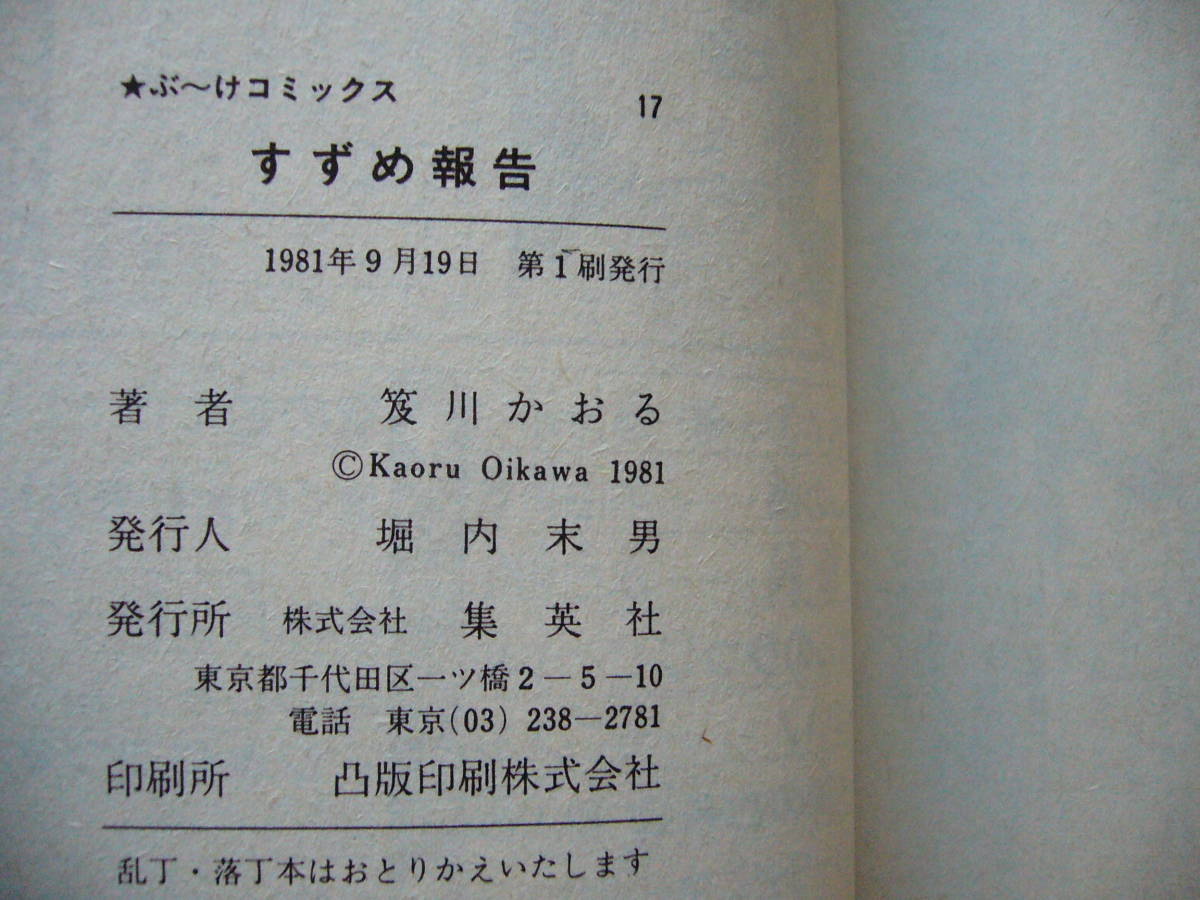 ★ぶ〜けコミックス 17
すずめ報告
1981年9月19日 第1刷発行
著者 笈川かおる
©Kaoru Oikawa 1981
発行人 堀内末男
発行所 株式会社 集英社
東京都千代田区一ツ橋2−5−10
電話 東京(03) 238−2781
印刷所 凸版印刷株式会社
乱丁・落丁本はおとりかえいたします